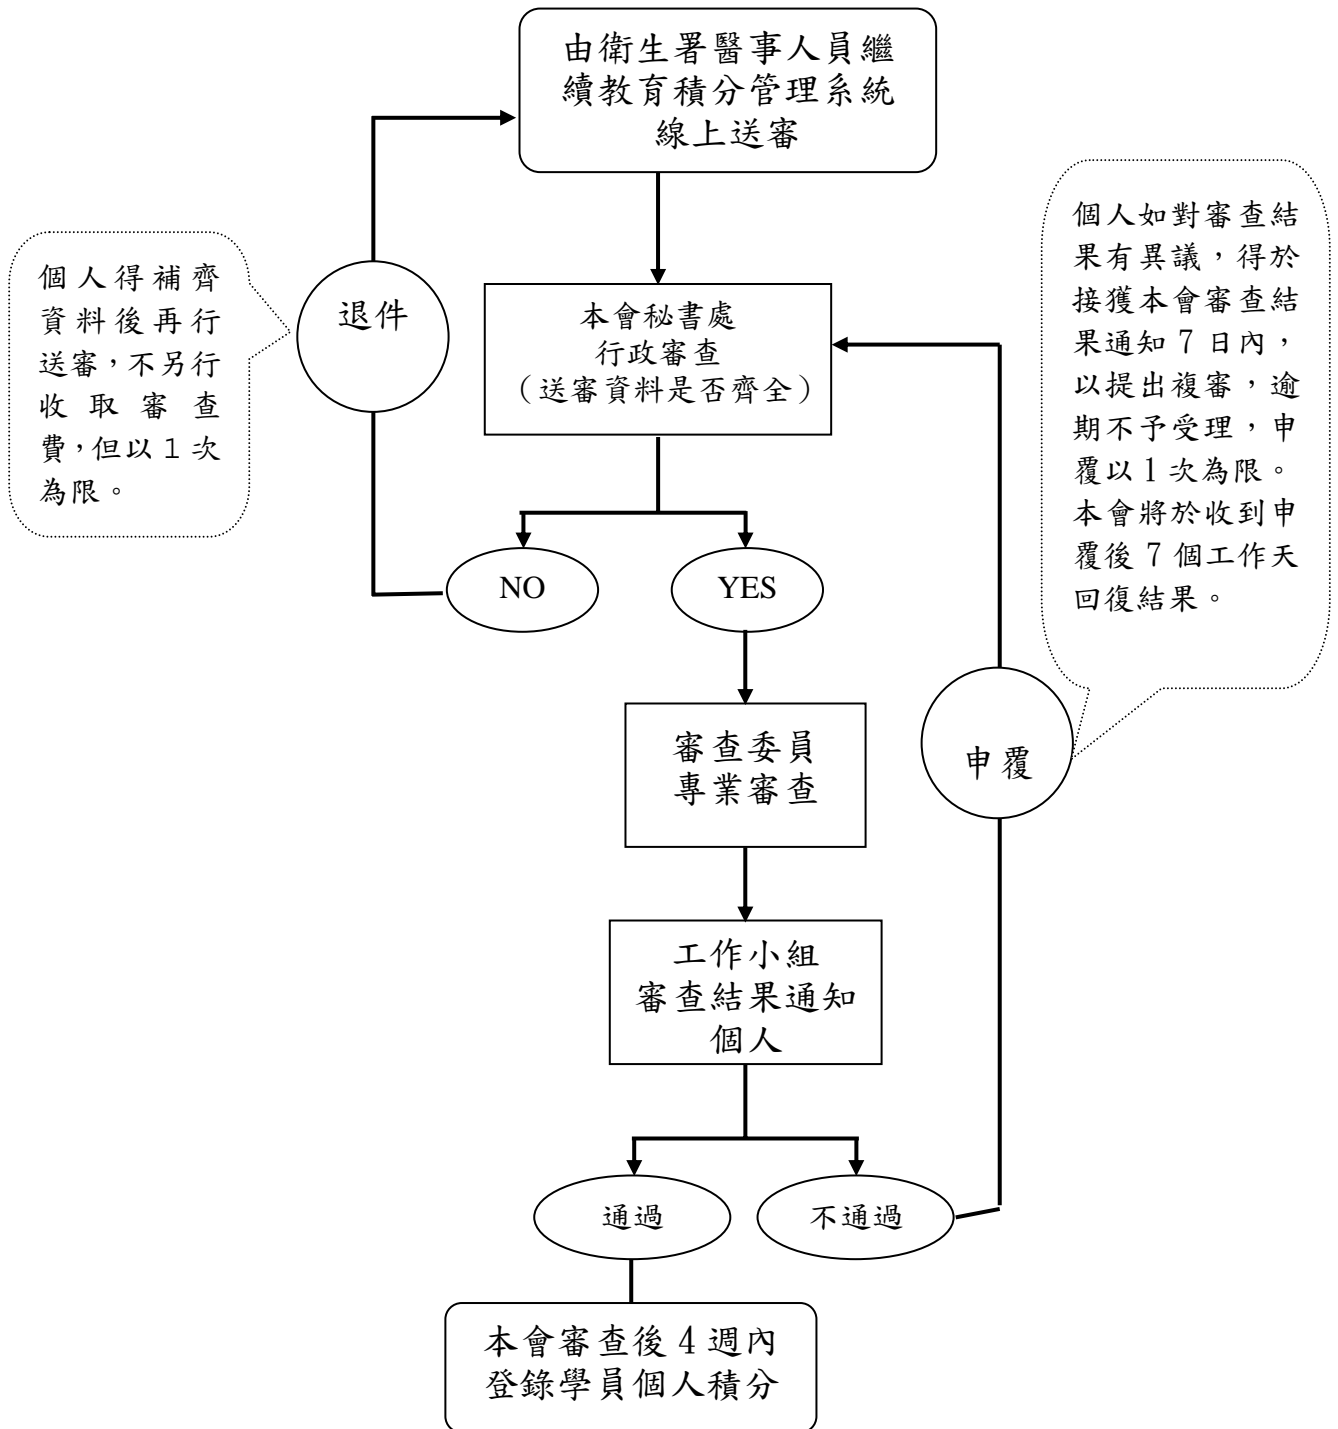 由衛生署醫事人員繼
續教育積分管理系統
線上送審
個人得補齊
資料後再行
送審，不另行
收取審查
費，但以1次
為限。
退件
本會秘書處
行政審查
（送審資料是否齊全）
個人如對審查結
果有異議，得於
接獲本會審查結
果通知7日內，
以提出複審，逾
期不予受理，申
覆以1次為限。
本會將於收到申
覆後7個工作天
回復結果。
NO
YES
審查委員
專業審查
申覆
工作小組
審查結果通知
個人
通過
不通過
本會審查後4週內
登錄學員個人積分